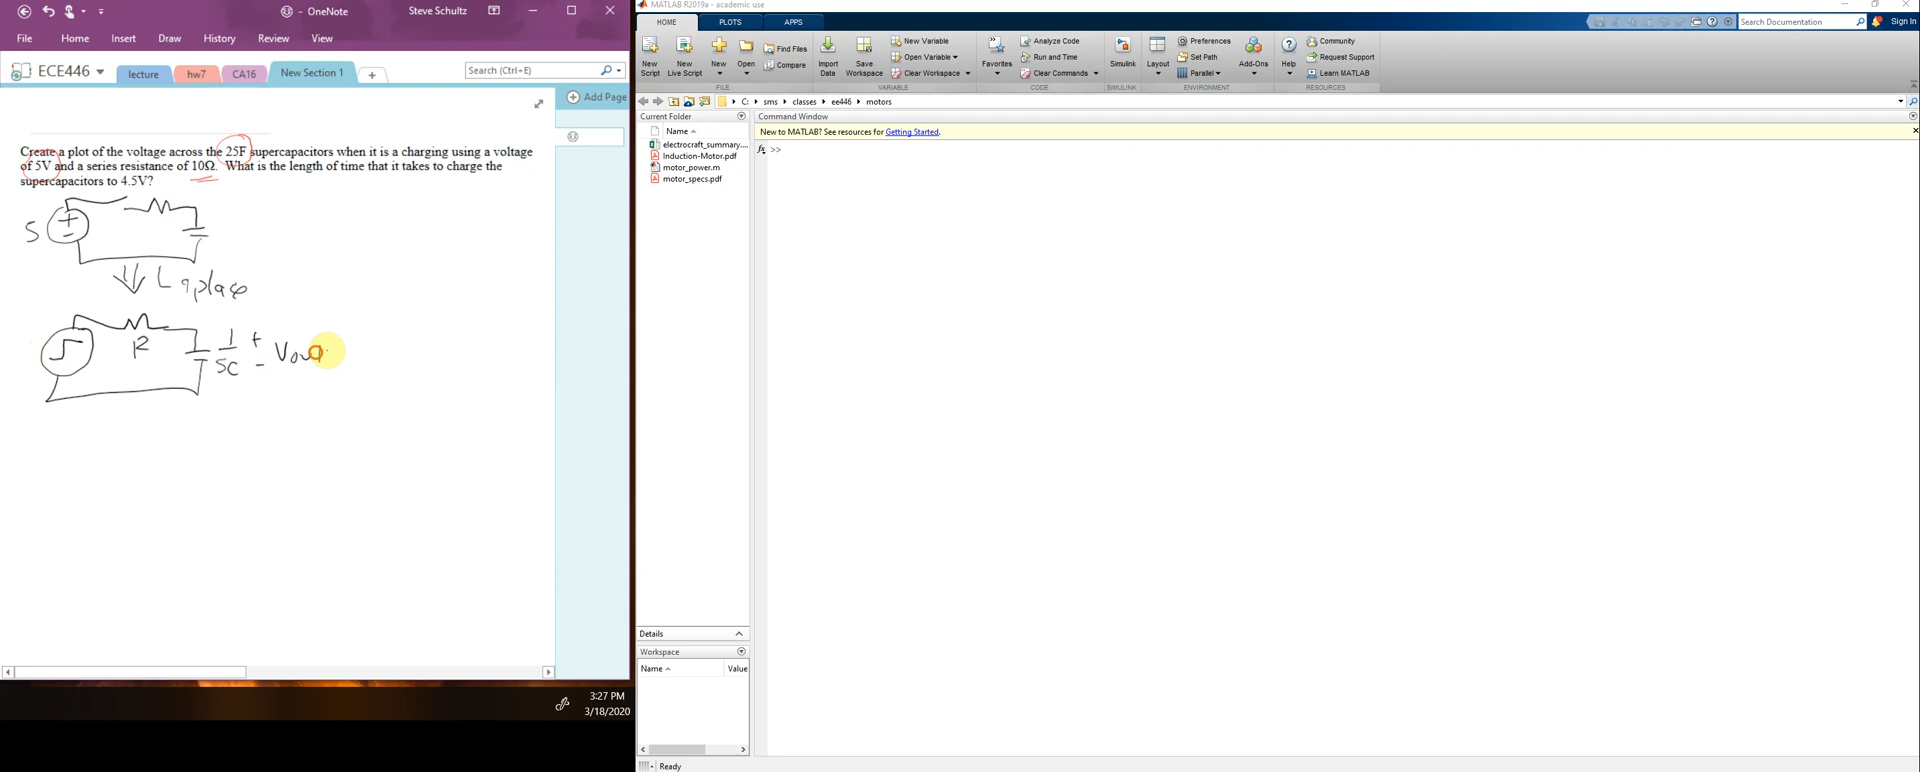 - OneNote
Steve Schultz
File Home Insert Draw History Review View
ECE446 lecture hw7 CA16 New Section 1 +
Search (Ctrl+E)
Add Page
Create a plot of the voltage across the 25F supercapacitors when it is a charging using a voltage
of 5V and a series resistance of 10Ω. What is the length of time that it takes to charge the
supercapacitors to 4.5V?
5 + -
Laplace
R 1/SC + - Vou
3:27 PM
3/18/2020
MATLAB R2019a - academic use
HOME PLOTS APPS
Search Documentation
Sign In
New Script
New Live Script
New
Open
Find Files
Compare
Import Data
Save Workspace
New Variable
Open Variable
Clear Workspace
Favorites
Analyze Code
Run and Time
Clear Commands
Simulink
Layout
Preferences
Set Path
Parallel
Add-Ons
Help
Community
Request Support
Learn MATLAB
FILE VARIABLE CODE SIMULINK ENVIRONMENT RESOURCES
C: sms classes ee446 motors
Current Folder
Name
electrocraft_summary....
Induction-Motor.pdf
motor_power.m
motor_specs.pdf
Command Window
New to MATLAB? See resources for Getting Started.
fx >>
Details
Workspace
Name Value
Ready